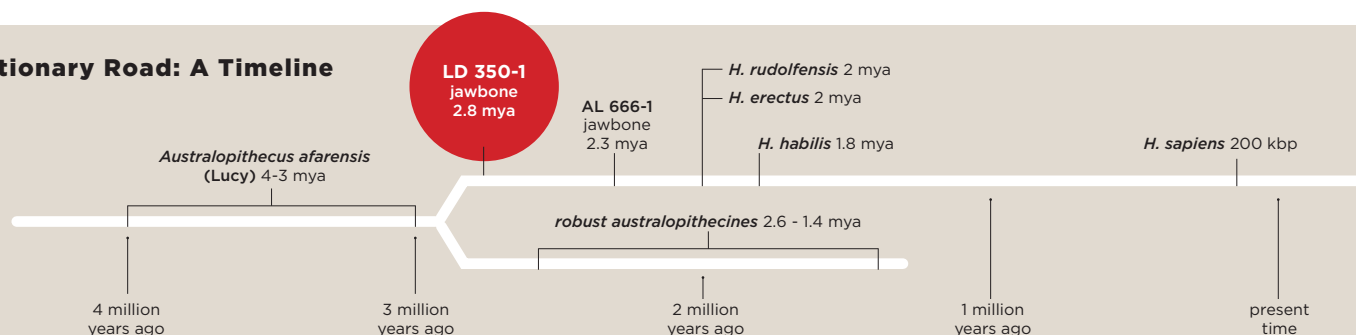 tionary Road: A Timeline
LD 350-1
jawbone
2.8 mya
H. rudolfensis 2 mya
H. erectus 2 mya
AL 666-1
jawbone
2.3 mya
H. habilis 1.8 mya
H. sapiens 200 kbp
Australopithecus afarensis
(Lucy) 4-3 mya
robust australopithecines 2.6 - 1.4 mya
4 million
years ago
3 million
years ago
2 million
years ago
1 million
years ago
present
time